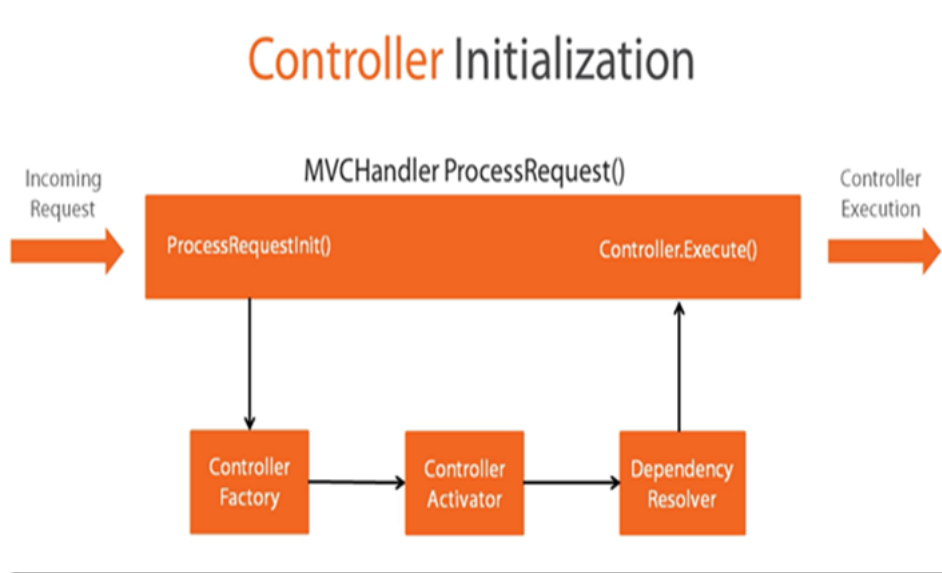 Controller Initialization
MVCHandler ProcessRequest()
Incoming
Request
ProcessRequestInit()
Controller.Execute()
Controller
Execution
Controller
Factory
Controller
Activator
Dependency
Resolver